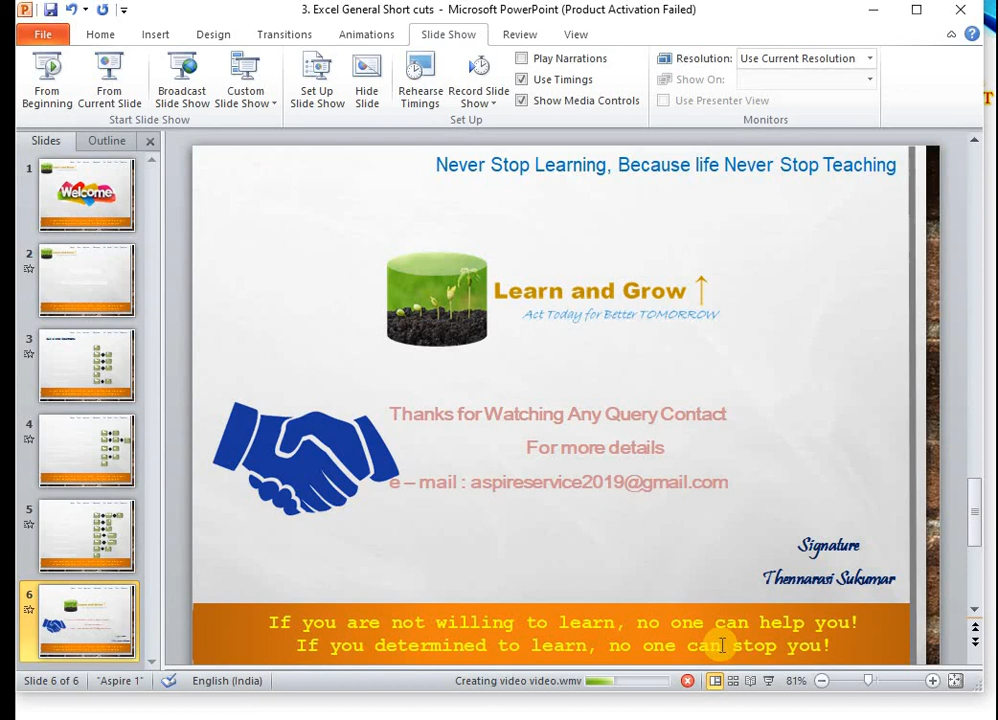 3. Excel General Short cuts - Microsoft PowerPoint (Product Activation Failed)
File Home Insert Design Transitions Animations Slide Show Review View
From Beginning
From Current Slide
Broadcast Slide Show
Custom Slide Show
Set Up Slide Show
Hide Slide
Rehearse Timings
Record Slide Show
Play Narrations
Use Timings
Show Media Controls
Resolution: Use Current Resolution
Show On:
Use Presenter View
Start Slide Show
Set Up
Monitors
Slides Outline
1
Welcome
2
3
4
5
6
Never Stop Learning, Because life Never Stop Teaching
Learn and Grow
Act Today for Better TOMORROW
Thanks for Watching Any Query Contact
For more details
e – mail : aspireservice2019@gmail.com
Signature
Thennarasi Sukumar
If you are not willing to learn, no one can help you!
If you determined to learn, no one can stop you!
Slide 6 of 6 "Aspire 1" English (India) Creating video video.wmv 81%
T